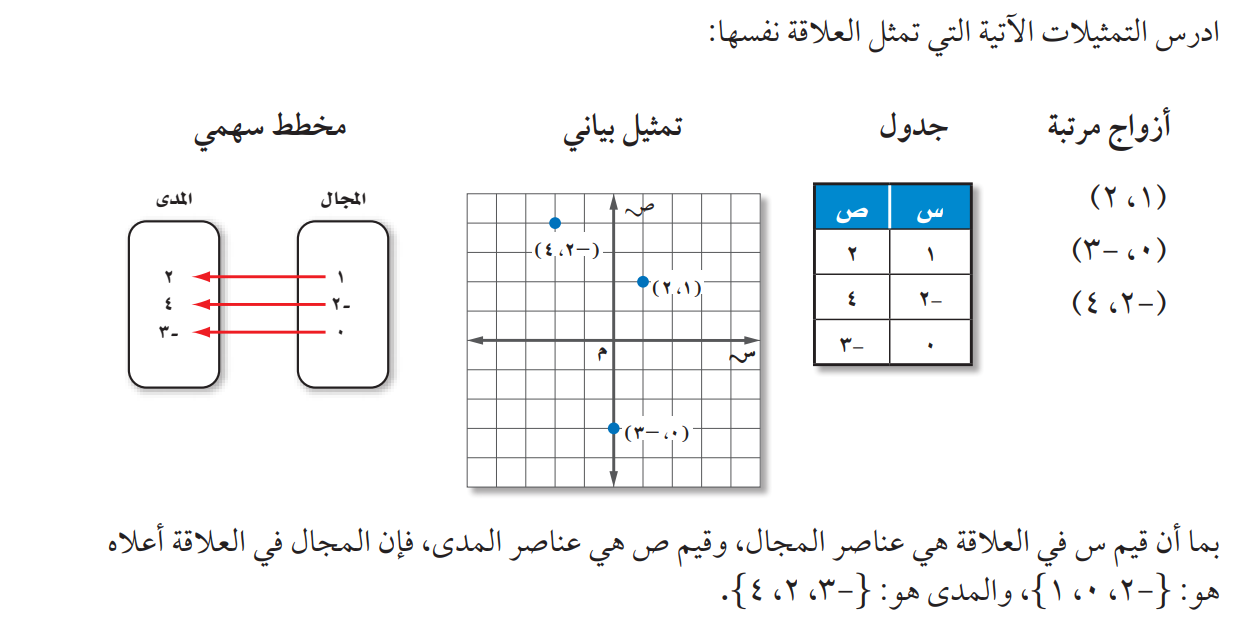 ادرس التمثيلات الآتية التي تمثل العلاقة نفسها:
أزواج مرتبة
(١، ٢)
(٠، –٣)
(–٢، ٤)
جدول
س ص
١ ٢
–٢ ٤
٠ –٣
تمثيل بياني
ص
(–٢، ٤)
(١، ٢)
م
س
(٠، –٣)
مخطط سهمي
المجال المدى
١ ٢
-٢ ٤
٠ -٣
بما أن قيم س في العلاقة هي عناصر المجال، وقيم ص هي عناصر المدى، فإن المجال في العلاقة أعلاه
هو: {–٢، ٠، ١}، والمدى هو: {–٣، ٢، ٤}.